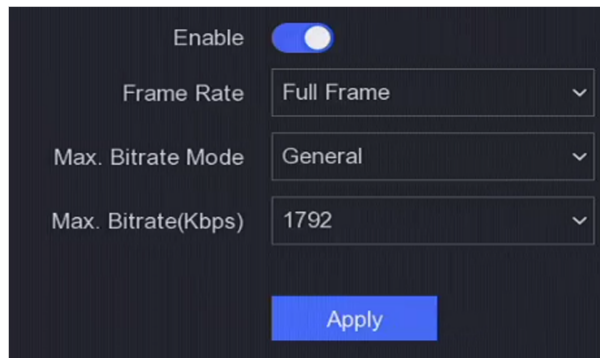 Enable
Frame Rate Full Frame
Max. Bitrate Mode General
Max. Bitrate(Kbps) 1792
Apply